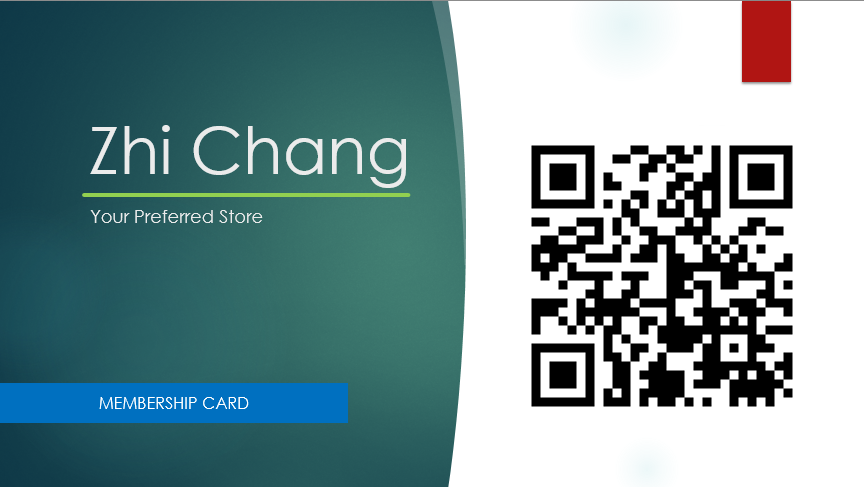 Zhi Chang
Your Preferred Store
MEMBERSHIP CARD